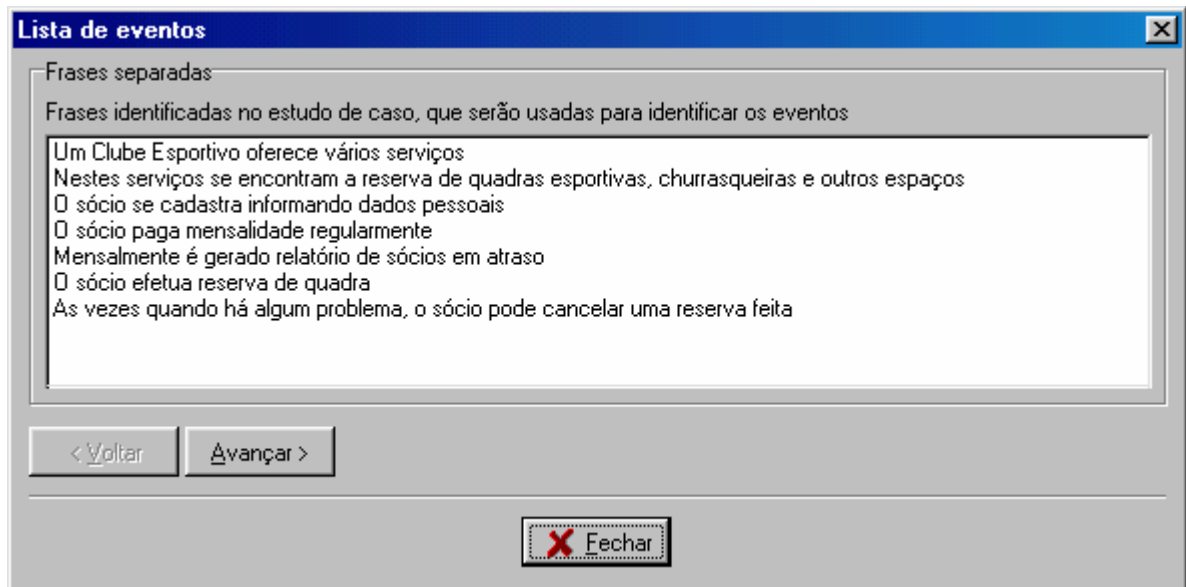 Lista de eventos
Frases separadas
Frases identificadas no estudo de caso, que serão usadas para identificar os eventos
Um Clube Esportivo oferece vários serviços
Nestes serviços se encontram a reserva de quadras esportivas, churrasqueiras e outros espaços
O sócio se cadastra informando dados pessoais
O sócio paga mensalidade regularmente
Mensalmente é gerado relatório de sócios em atraso
O sócio efetua reserva de quadra
As vezes quando há algum problema, o sócio pode cancelar uma reserva feita
< Voltar
Avançar >
Fechar